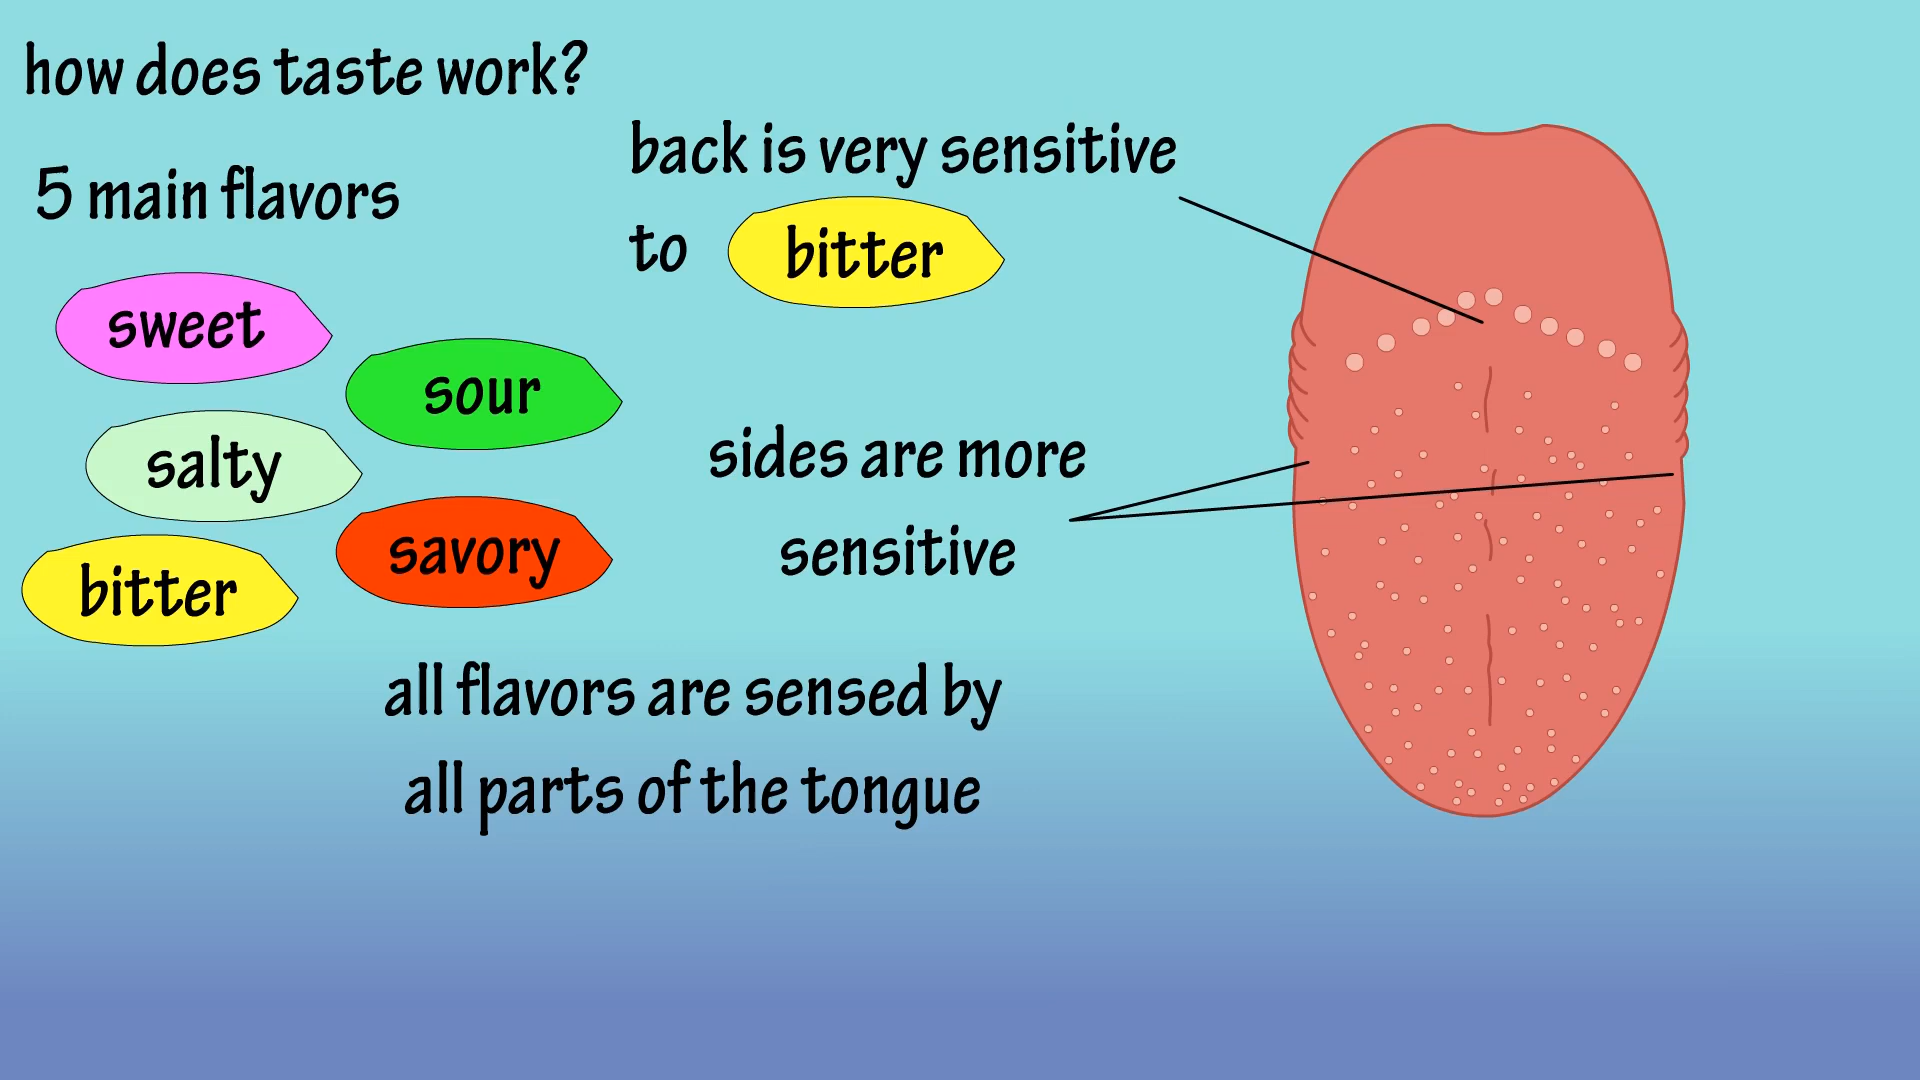 how does taste work?
5 main flavors
sweet
sour
salty
savory
bitter
back is very sensitive
to bitter
sides are more
sensitive
all flavors are sensed by
all parts of the tongue